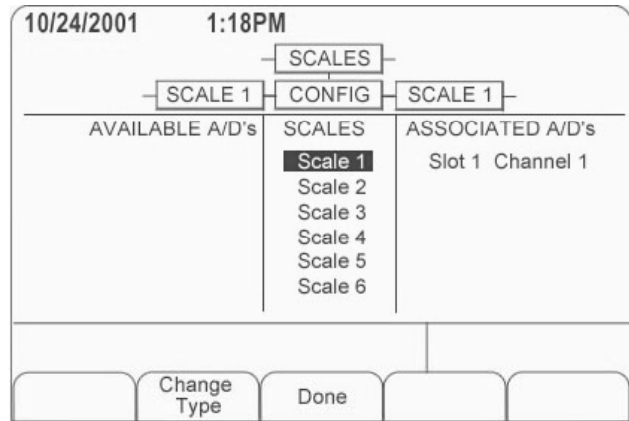 10/24/2001 1:18PM
SCALES
SCALE 1 CONFIG SCALE 1
AVAILABLE A/D's SCALES ASSOCIATED A/D's
Scale 1 Slot 1 Channel 1
Scale 2
Scale 3
Scale 4
Scale 5
Scale 6
Change Type Done